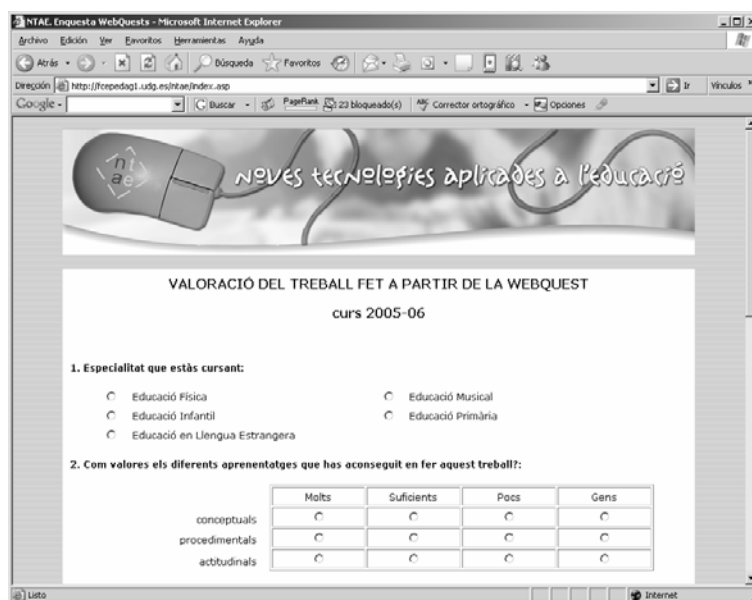 NTAE. Enquesta WebQuests - Microsoft Internet Explorer
Archivo Edición Ver Favoritos Herramientas Ayuda
Atrás Búsqueda Favoritos
Dirección http://fcepedag1.udg.es/ntae/index.asp Ir Vínculos »
Google - Buscar PageRank 23 bloqueado(s) Corrector ortográfico Opciones
nt
ae
Noves tecnologies aplicades a l'educació
VALORACIÓ DEL TREBALL FET A PARTIR DE LA WEBQUEST
curs 2005-06
1. Especialitat que estàs cursant:
Educació Física Educació Musical
Educació Infantil Educació Primària
Educació en Llengua Estrangera
2. Com valores els diferents aprenentatges que has aconseguit en fer aquest treball?:
Molts Suficients Pocs Gens
conceptuals
procedimentals
actitudinals
Listo Internet